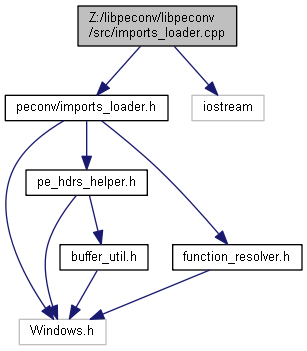 Z:/libpeconv/libpeconv
/src/imports_loader.cpp
peconv/imports_loader.h
iostream
pe_hdrs_helper.h
buffer_util.h
function_resolver.h
Windows.h